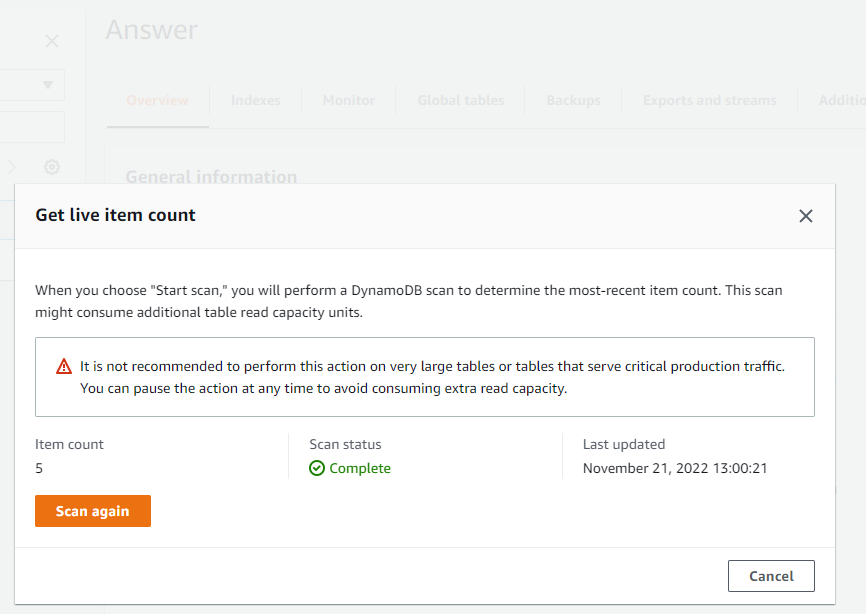 Answer
Overview Indexes Monitor Global tables Backups Exports and streams Additio
General information
Get live item count
When you choose "Start scan," you will perform a DynamoDB scan to determine the most-recent item count. This scan
might consume additional table read capacity units.
It is not recommended to perform this action on very large tables or tables that serve critical production traffic.
You can pause the action at any time to avoid consuming extra read capacity.
Item count Scan status Last updated
5 Complete November 21, 2022 13:00:21
Scan again
Cancel